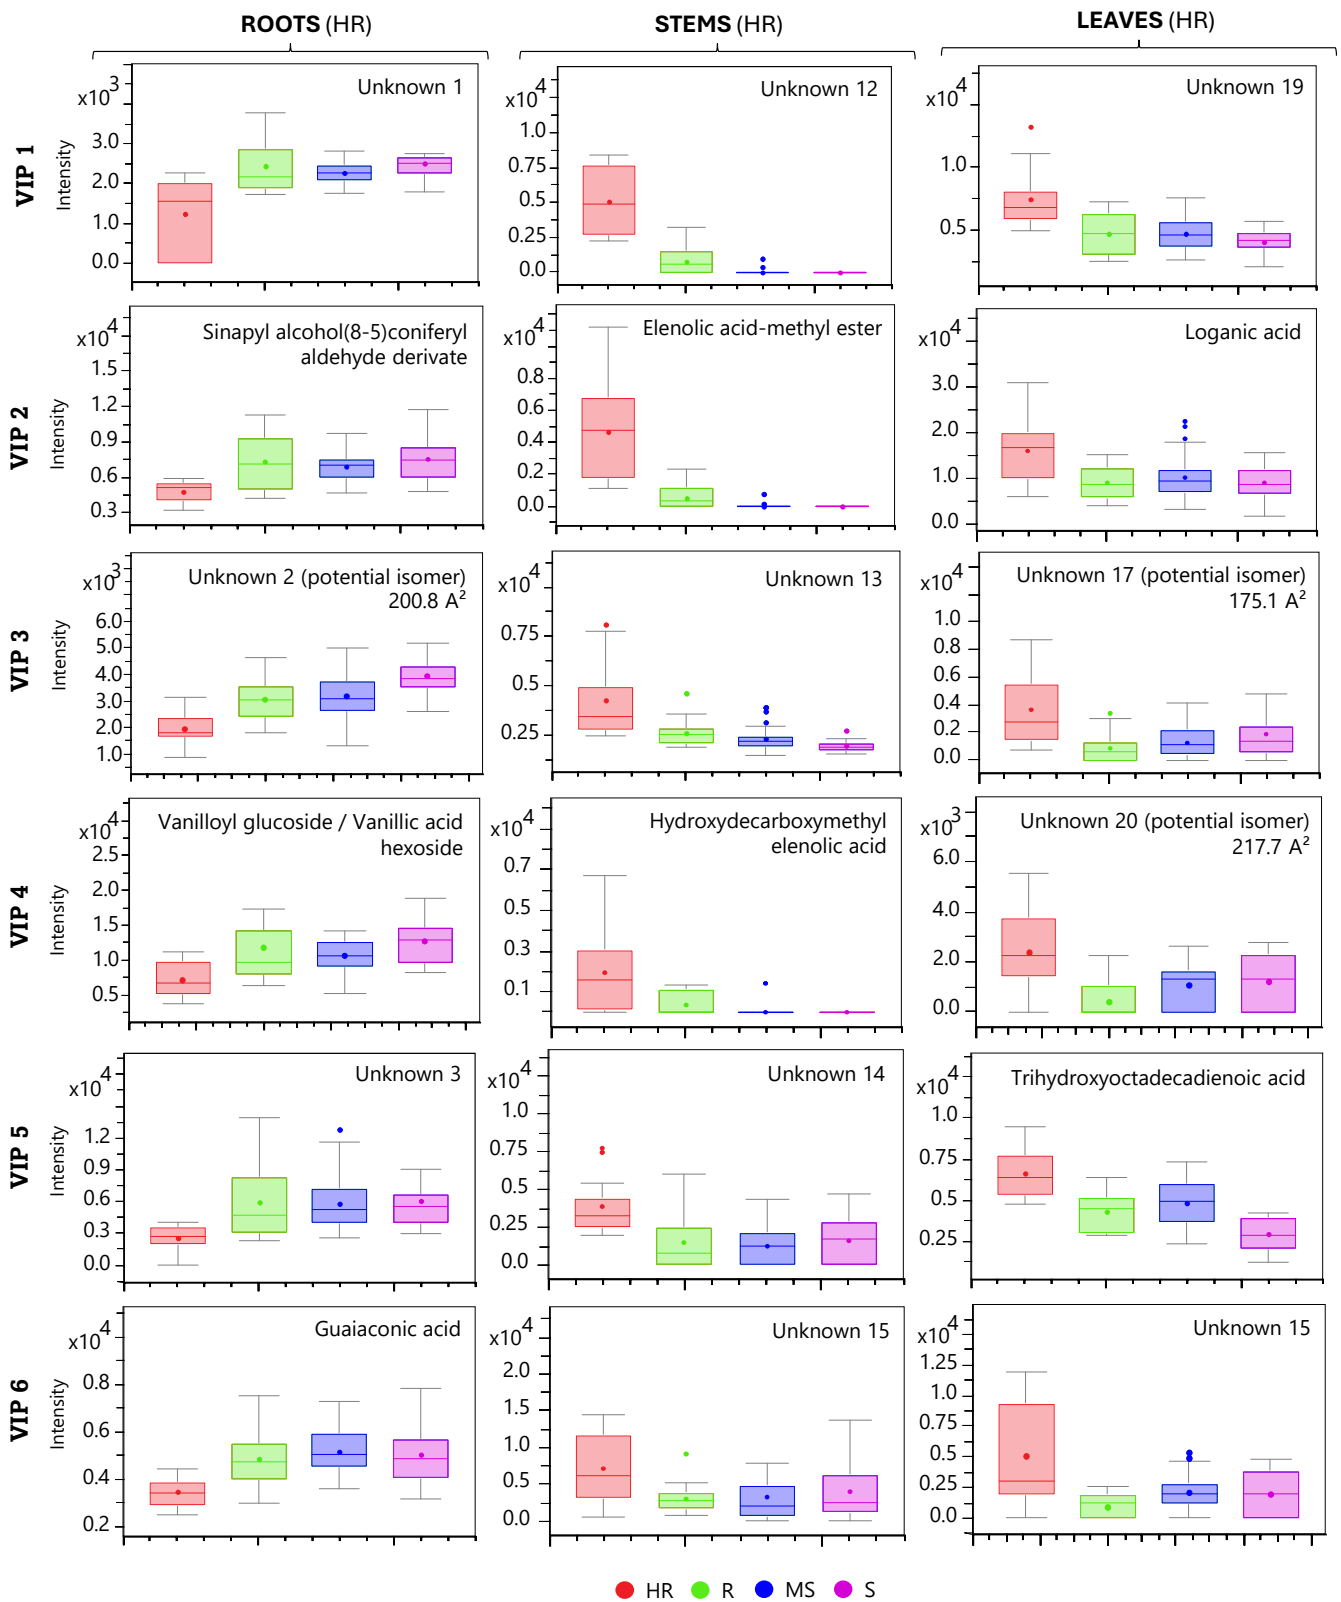 ROOTS (HR)
STEMS (HR)
LEAVES (HR)
VIP 1
Intensity
x10³
3.0
2.0
1.0
0.0
Unknown 1
x10⁴
1.0
0.75
0.5
0.25
0.0
Unknown 12
x10⁴
1.0
0.5
Unknown 19
VIP 2
Intensity
x10⁴
1.5
1.2
0.9
0.6
0.3
Sinapyl alcohol(8-5)coniferyl
aldehyde derivate
x10⁴
0.8
0.6
0.4
0.2
0.0
Elenolic acid-methyl ester
x10⁴
3.0
2.0
1.0
0.0
Loganic acid
VIP 3
Intensity
x10³
6.0
5.0
4.0
3.0
2.0
1.0
Unknown 2 (potential isomer)
200.8 A²
x10⁴
0.75
0.5
0.25
Unknown 13
x10⁴
1.0
0.8
0.6
0.4
0.2
0.0
Unknown 17 (potential isomer)
175.1 A²
VIP 4
Intensity
x10⁴
2.5
2.0
1.5
1.0
0.5
Vanilloyl glucoside / Vanillic acid
hexoside
x10⁴
0.7
0.5
0.3
0.1
Hydroxydecarboxymethyl
elenolic acid
x10³
6.0
4.0
2.0
0.0
Unknown 20 (potential isomer)
217.7 A²
VIP 5
Intensity
x10⁴
1.2
0.9
0.6
0.3
0.0
Unknown 3
x10⁴
1.0
0.75
0.5
0.25
0.0
Unknown 14
x10⁴
1.0
0.75
0.5
0.25
Trihydroxyoctadecadienoic acid
VIP 6
Intensity
x10⁴
0.8
0.6
0.4
0.2
Guaiaconic acid
x10⁴
2.0
1.5
1.0
0.5
0.0
Unknown 15
x10⁴
1.25
1.0
0.75
0.5
0.25
0.0
Unknown 15
HR R MS S